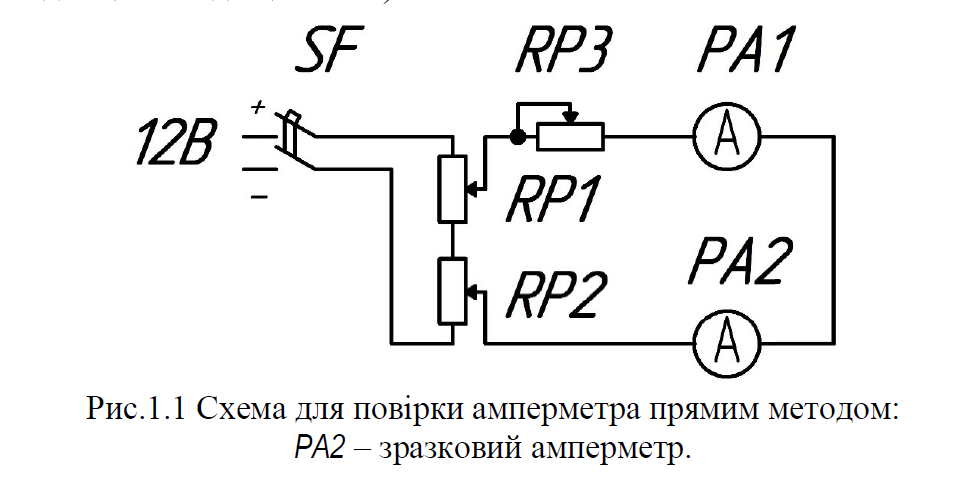 SF RP3 PA1
+
12В A
–
RP1
PA2
RP2
A
Рис.1.1 Схема для повірки амперметра прямим методом:
PA2 – зразковий амперметр.